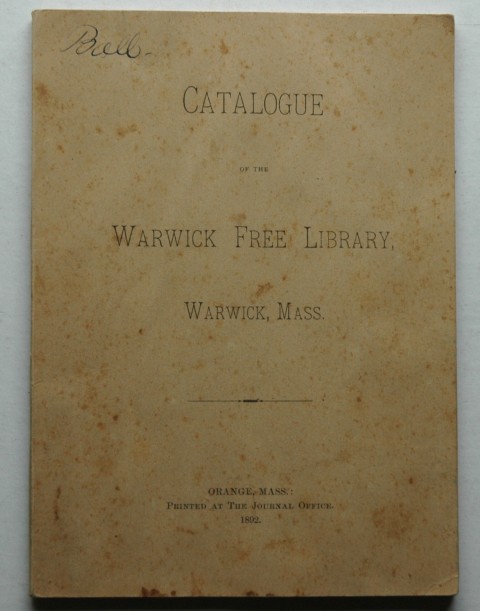 CATALOGUE
OF THE
WARWICK FREE LIBRARY,
WARWICK, MASS.
ORANGE, MASS.:
PRINTED AT THE JOURNAL OFFICE.
1892.